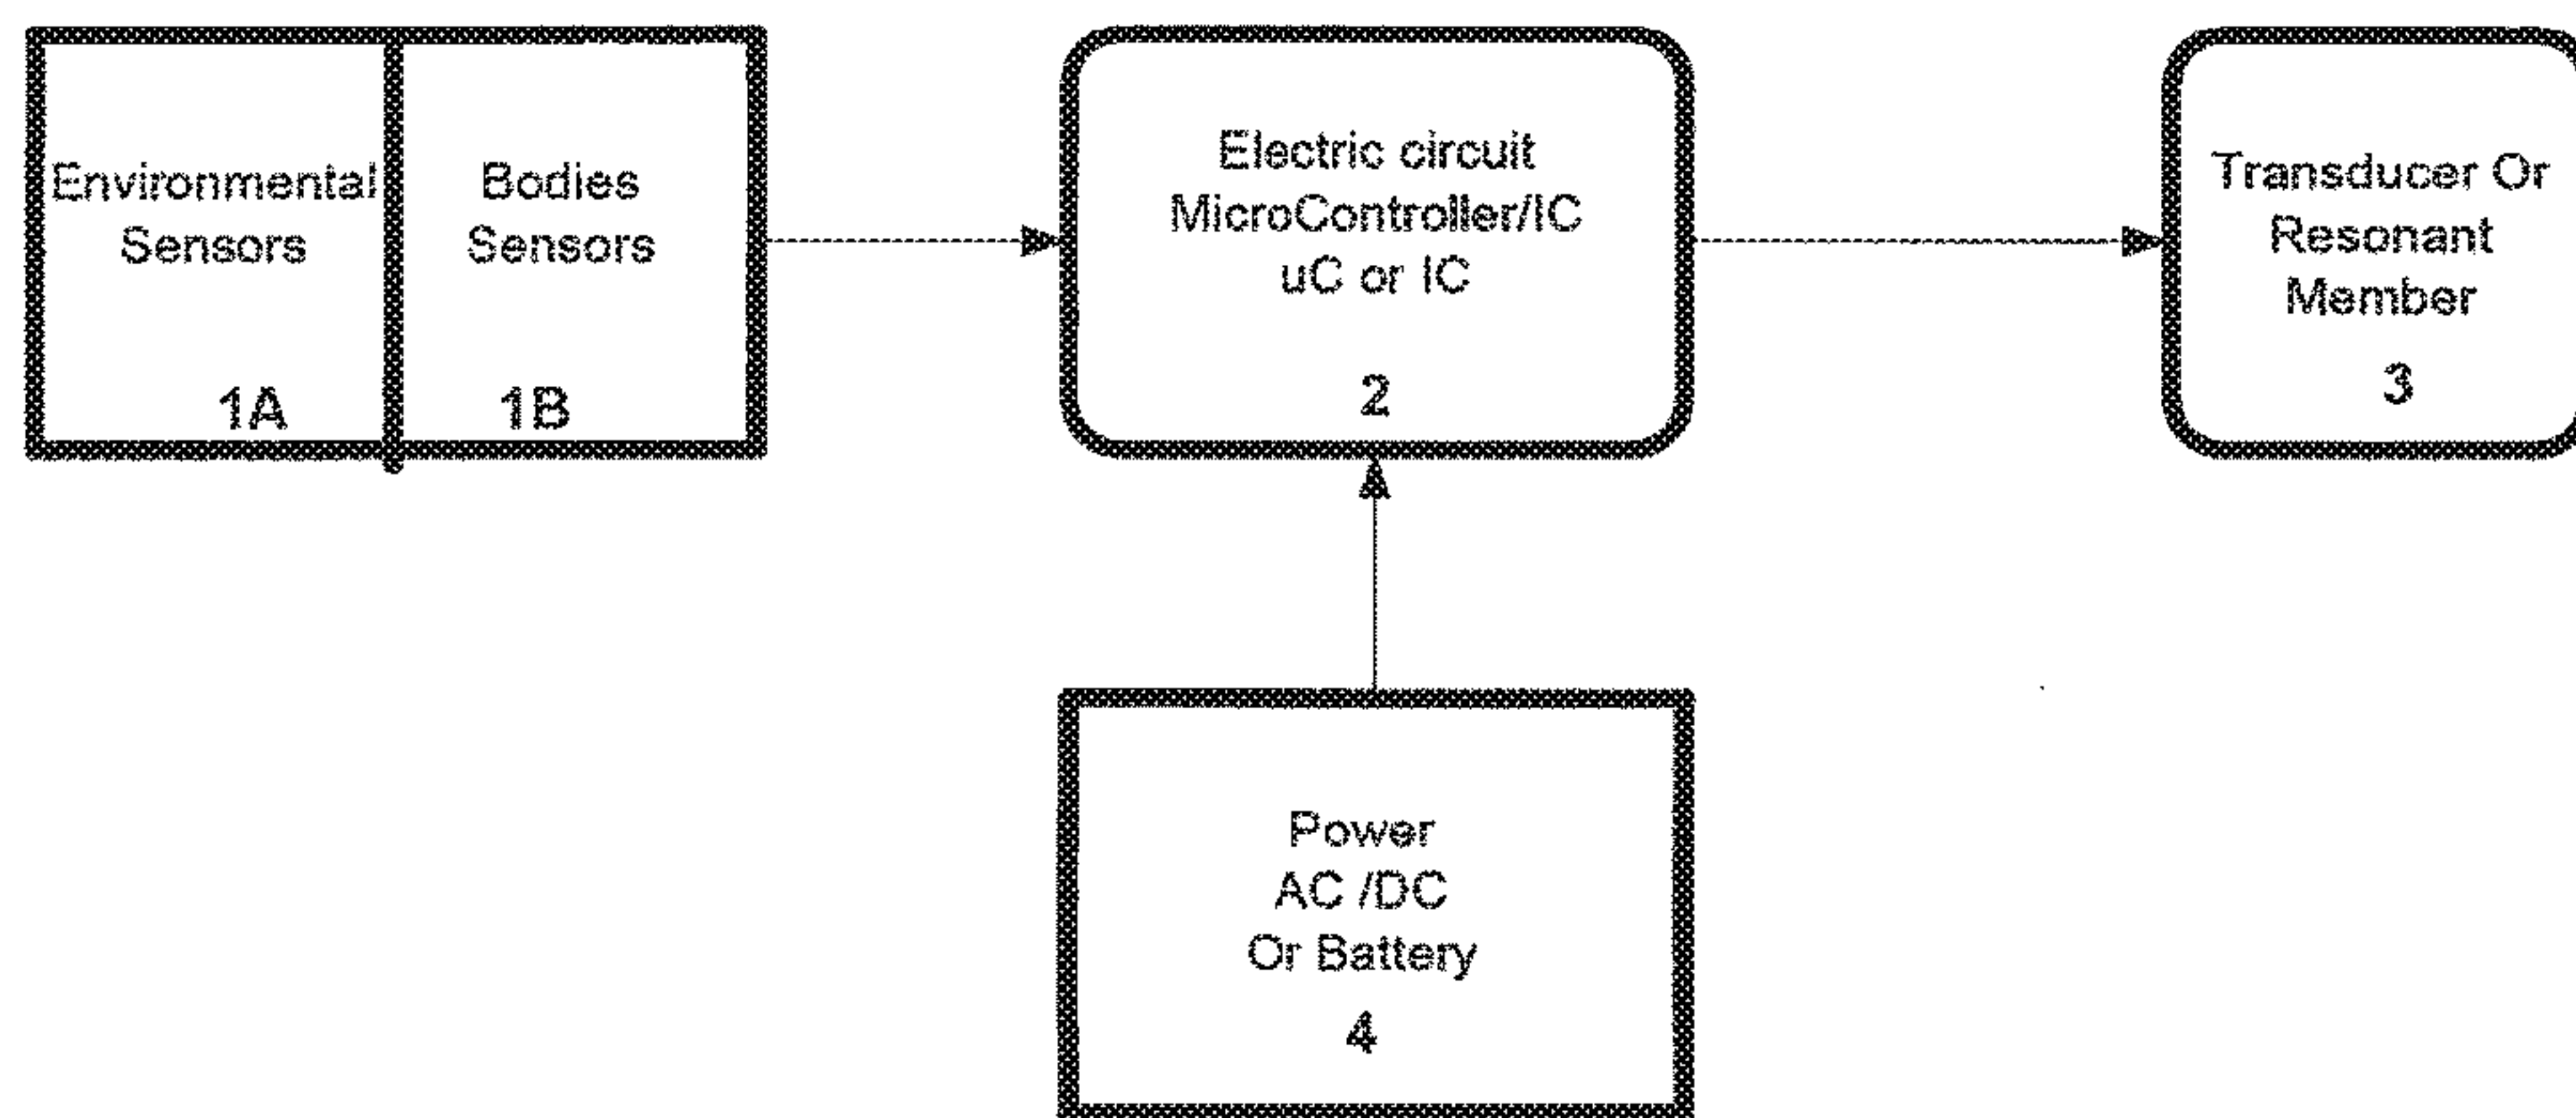 Environmental
Sensors
1A
Bodies
Sensors
1B
Electric circuit
MicroController/IC
uC or IC
2
Transducer Or
Resonant
Member
3
Power
AC /DC
Or Battery
4